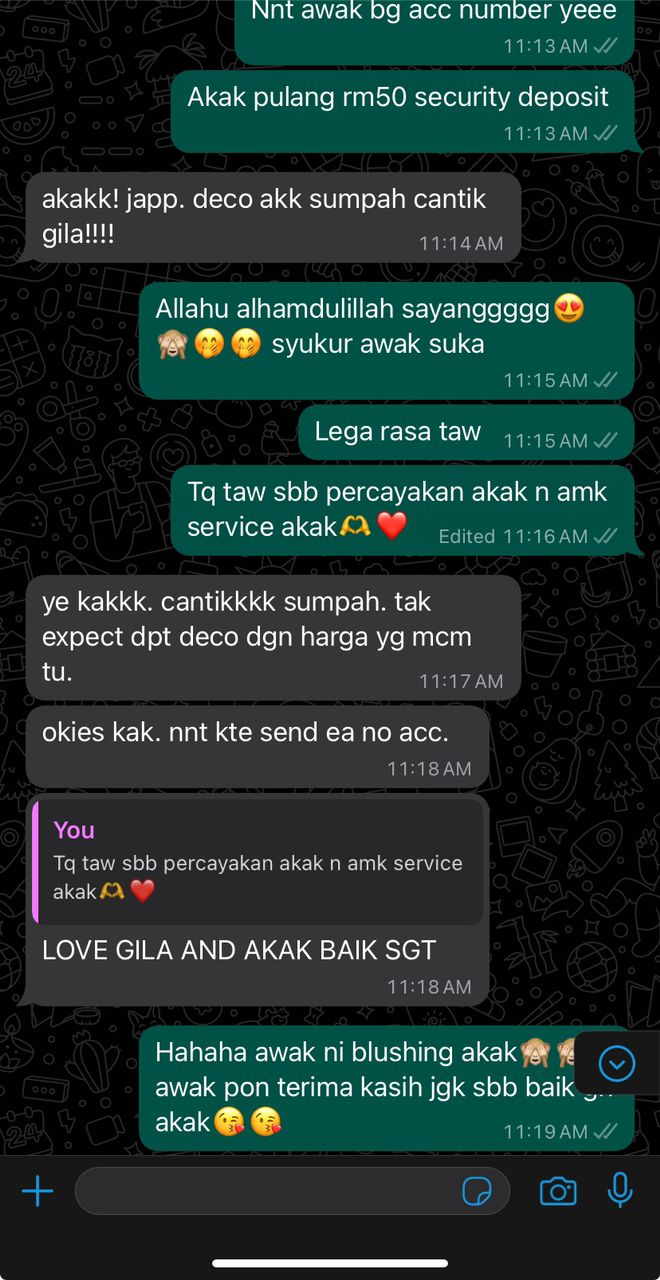 Nnt awak bg acc number yeee
11:13 AM
Akak pulang rm50 security deposit
11:13 AM
akakk! japp. deco akk sumpah cantik
gila!!!!
11:14 AM
Allahu alhamdulillah sayanggggg😍
🙈🤭🤭 syukur awak suka
11:15 AM
Lega rasa taw 11:15 AM
Tq taw sbb percayakan akak n amk
service akak🫶❤️ Edited 11:16 AM
ye kakkk. cantikkkk sumpah. tak
expect dpt deco dgn harga yg mcm
tu.
11:17 AM
okies kak. nnt kte send ea no acc.
11:18 AM
You
Tq taw sbb percayakan akak n amk service
akak🫶❤️
LOVE GILA AND AKAK BAIK SGT
11:18 AM
Hahaha awak ni blushing akak🙈🙈
awak pon terima kasih jgk sbb baik
akak😘😘
11:19 AM